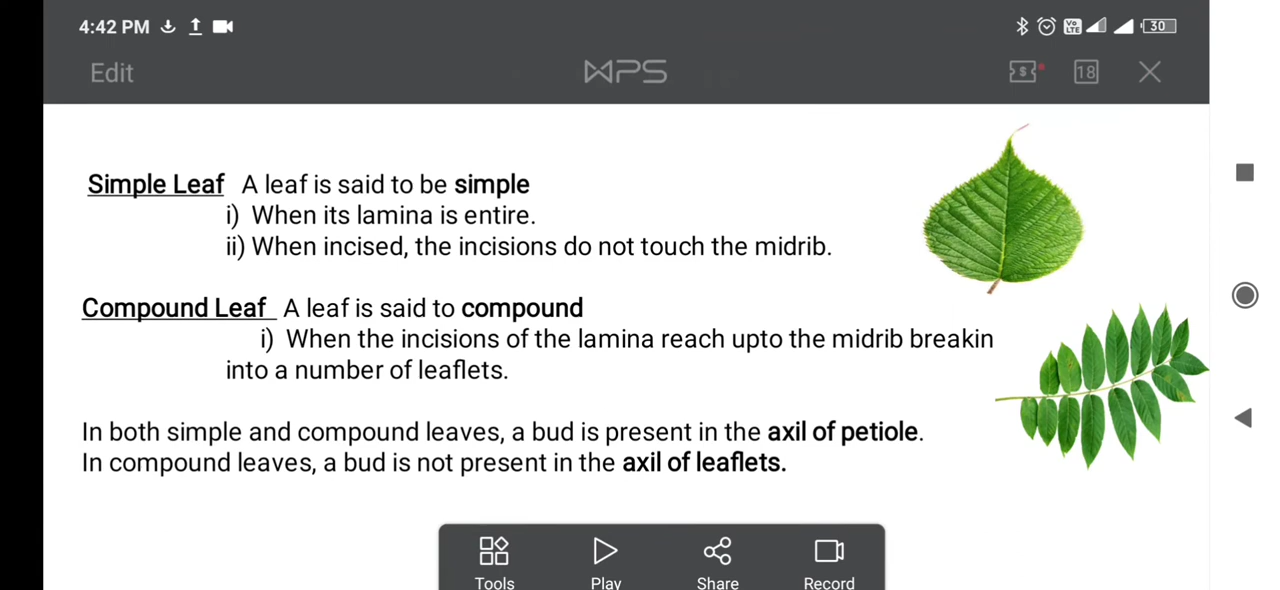 4:42 PM
Vo LTE
30
Edit
WPS
$
18
Simple Leaf A leaf is said to be simple
i) When its lamina is entire.
ii) When incised, the incisions do not touch the midrib.
Compound Leaf A leaf is said to compound
i) When the incisions of the lamina reach upto the midrib breakin
into a number of leaflets.
In both simple and compound leaves, a bud is present in the axil of petiole.
In compound leaves, a bud is not present in the axil of leaflets.
Tools
Play
Share
Record